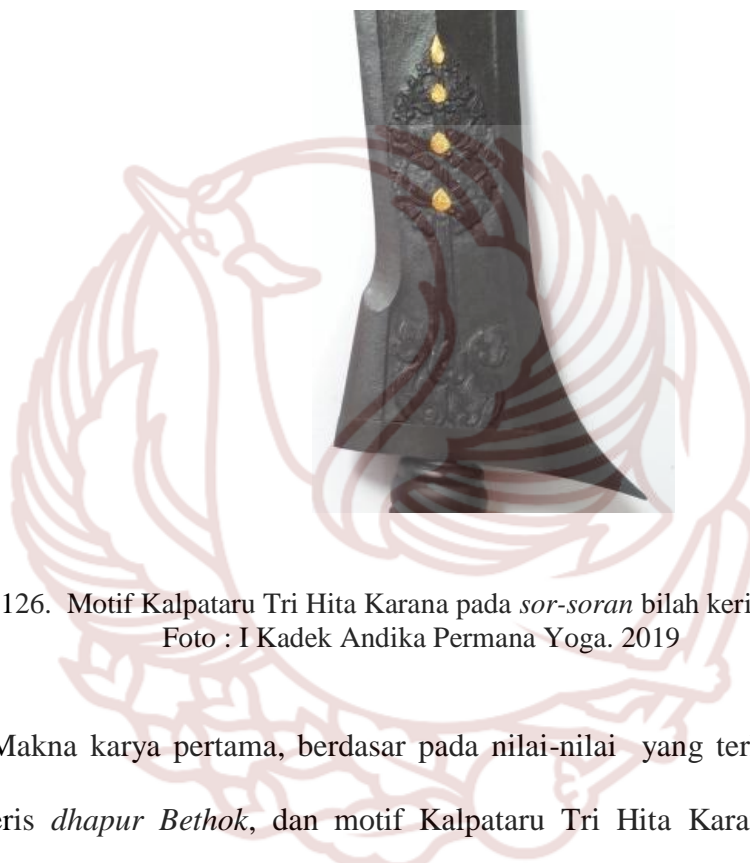 126. Motif Kalpataru Tri Hita Karana pada sor-soran bilah keri
Foto : I Kadek Andika Permana Yoga. 2019
Makna karya pertama, berdasar pada nilai-nilai yang ter
eris dhapur Bethok, dan motif Kalpataru Tri Hita Kara